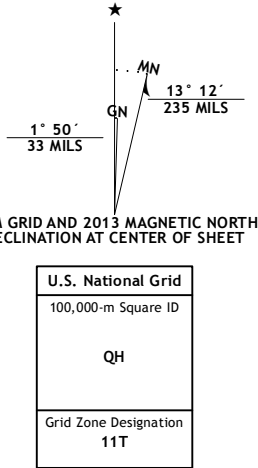 ★
MN
GN
13° 12´
235 MILS
1° 50´
33 MILS
GRID AND 2013 MAGNETIC NORTH
DECLINATION AT CENTER OF SHEET
U.S. National Grid
100,000-m Square ID
QH
Grid Zone Designation
11T